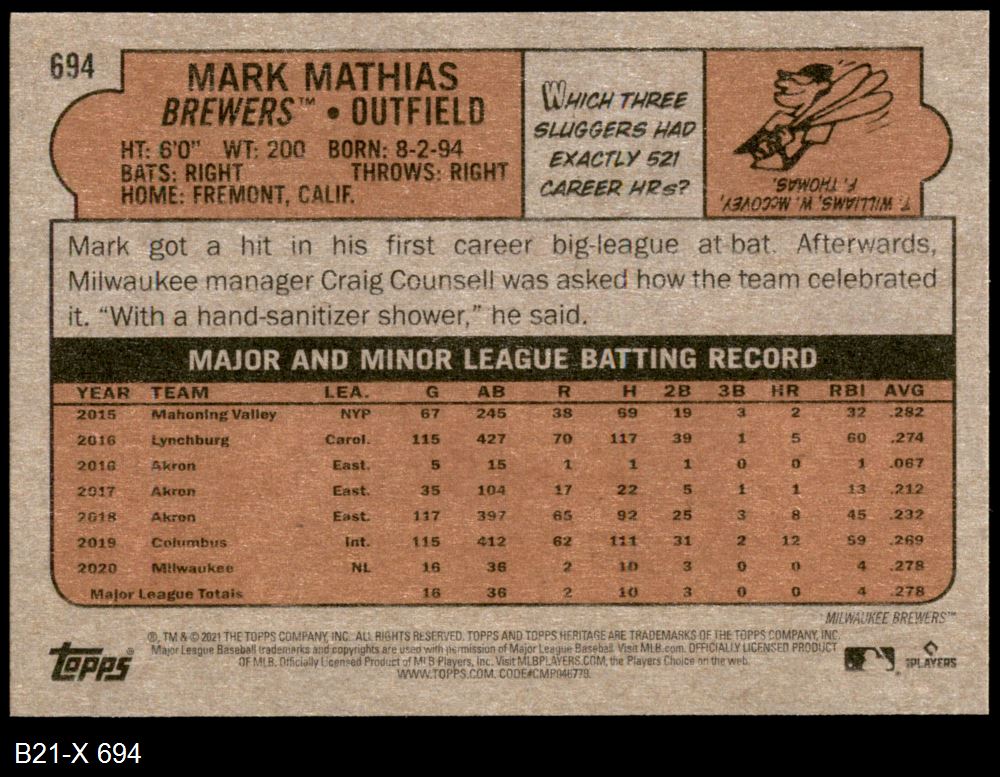 694
MARK MATHIAS
BREWERS™ • OUTFIELD
HT: 6'0" WT: 200 BORN: 8-2-94
BATS: RIGHT THROWS: RIGHT
HOME: FREMONT, CALIF.
WHICH THREE
SLUGGERS HAD
EXACTLY 521
CAREER HRs?
T. WILLIAMS, W. McCOVEY,
F. THOMAS.
Mark got a hit in his first career big-league at bat. Afterwards,
Milwaukee manager Craig Counsell was asked how the team celebrated
it. “With a hand-sanitizer shower,” he said.
MAJOR AND MINOR LEAGUE BATTING RECORD
YEAR TEAM LEA. G AB R H 2B 3B HR RBI AVG
2015 Mahoning Valley NYP 67 245 38 69 19 3 2 32 .282
2016 Lynchburg Carol. 115 427 70 117 39 1 5 60 .274
2016 Akron East. 5 15 1 1 1 0 0 1 .067
2017 Akron East. 35 104 17 22 5 1 1 13 .212
2018 Akron East. 117 397 65 92 25 3 8 45 .232
2019 Columbus Int. 115 412 62 111 31 2 12 59 .269
2020 Milwaukee NL 16 36 2 10 3 0 0 4 .278
Major League Totals 16 36 2 10 3 0 0 4 .278
MILWAUKEE BREWERS™
®, TM & © 2021 THE TOPPS COMPANY, INC. ALL RIGHTS RESERVED. TOPPS AND TOPPS HERITAGE ARE TRADEMARKS OF THE TOPPS COMPANY, INC.
Major League Baseball trademarks and copyrights are used with permission of Major League Baseball. Visit MLB.com. OFFICIALLY LICENSED PRODUCT
OF MLB. Officially Licensed Product of MLB Players, Inc. Visit MLBPLAYERS.COM, the Players Choice on the web.
WWW.TOPPS.COM. CODE#CMP046779.
topps®
PLAYERS
B21-X 694